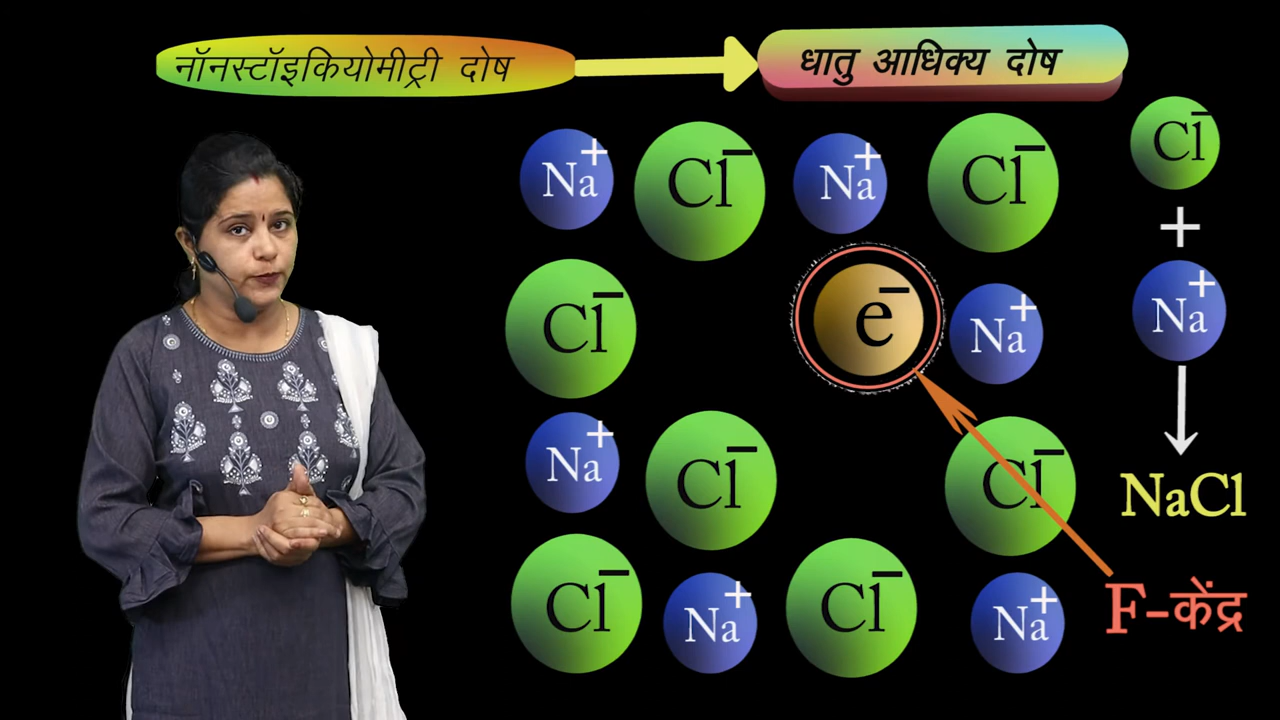 नॉनस्टॉइकियोमीट्री दोष
धातु आधिक्य दोष
Na+ Cl− Na+ Cl−
Cl− e− Na+
Na+ Cl− Cl−
Cl− Na+ Cl− Na+
Cl−
+
Na+
NaCl
F-केंद्र